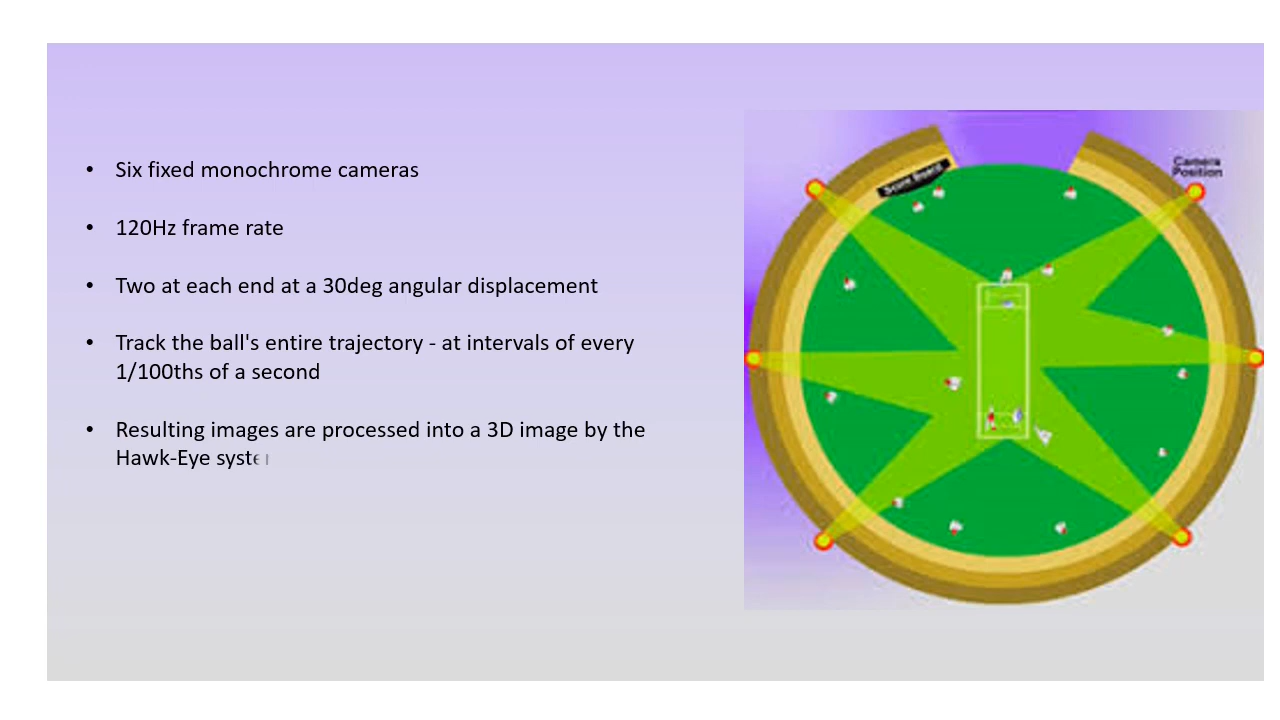 • Six fixed monochrome cameras
• 120Hz frame rate
• Two at each end at a 30deg angular displacement
• Track the ball's entire trajectory - at intervals of every
1/100ths of a second
• Resulting images are processed into a 3D image by the
Hawk-Eye
Score Board
Camera
Position